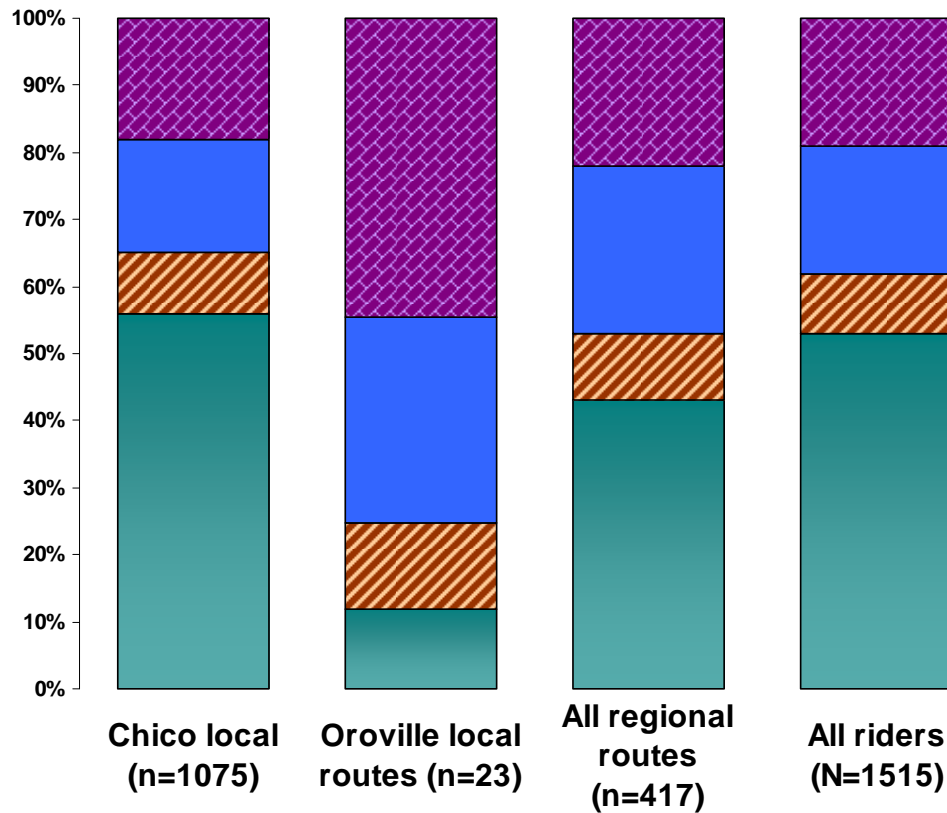 100%
90%
80%
70%
60%
50%
40%
30%
20%
10%
0%
Chico local
(n=1075)
Oroville local
routes (n=23)
All regional
routes
(n=417)
All riders
(N=1515)